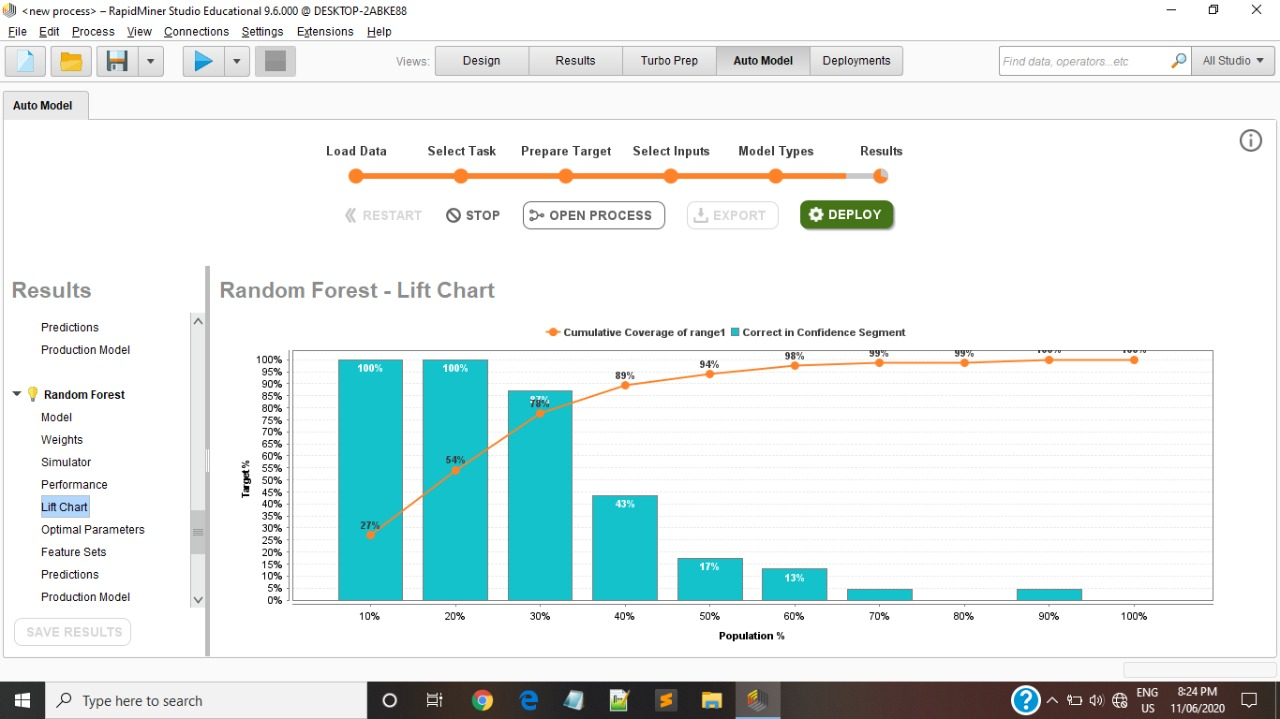 <new process> – RapidMiner Studio Educational 9.6.000 @ DESKTOP-2ABKE88
File Edit Process View Connections Settings Extensions Help
Views: Design Results Turbo Prep Auto Model Deployments Find data, operators...etc All Studio
Auto Model
Load Data Select Task Prepare Target Select Inputs Model Types Results
RESTART STOP OPEN PROCESS EXPORT DEPLOY
Results
Predictions
Production Model
Random Forest
Model
Weights
Simulator
Performance
Lift Chart
Optimal Parameters
Feature Sets
Predictions
Production Model
SAVE RESULTS
Random Forest - Lift Chart
Cumulative Coverage of range1 Correct in Confidence Segment
Target %
100%
95%
90%
85%
80%
75%
70%
65%
60%
55%
50%
45%
40%
35%
30%
25%
20%
15%
10%
5%
0%
100% 100% 87% 43% 17% 13%
27% 54% 78% 89% 94% 98% 99% 99% 100% 100%
10% 20% 30% 40% 50% 60% 70% 80% 90% 100%
Population %
Type here to search
ENG
US
8:24 PM
11/06/2020